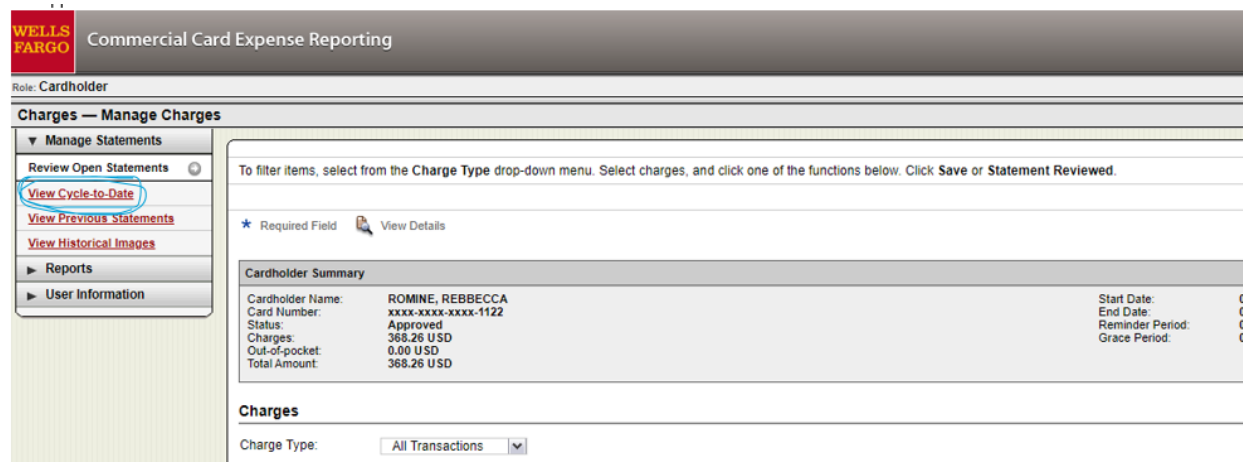 WELLS
FARGO
Commercial Card Expense Reporting
Role: Cardholder
Charges — Manage Charges
▼ Manage Statements
Review Open Statements
View Cycle-to-Date
View Previous Statements
View Historical Images
► Reports
► User Information
To filter items, select from the Charge Type drop-down menu. Select charges, and click one of the functions below. Click Save or Statement Reviewed.
* Required Field View Details
Cardholder Summary
Cardholder Name: ROMINE, REBBECCA
Card Number: xxxx-xxxx-xxxx-1122
Status: Approved
Charges: 368.26 USD
Out-of-pocket: 0.00 USD
Total Amount: 368.26 USD
Start Date:
End Date:
Reminder Period:
Grace Period:
Charges
Charge Type: All Transactions